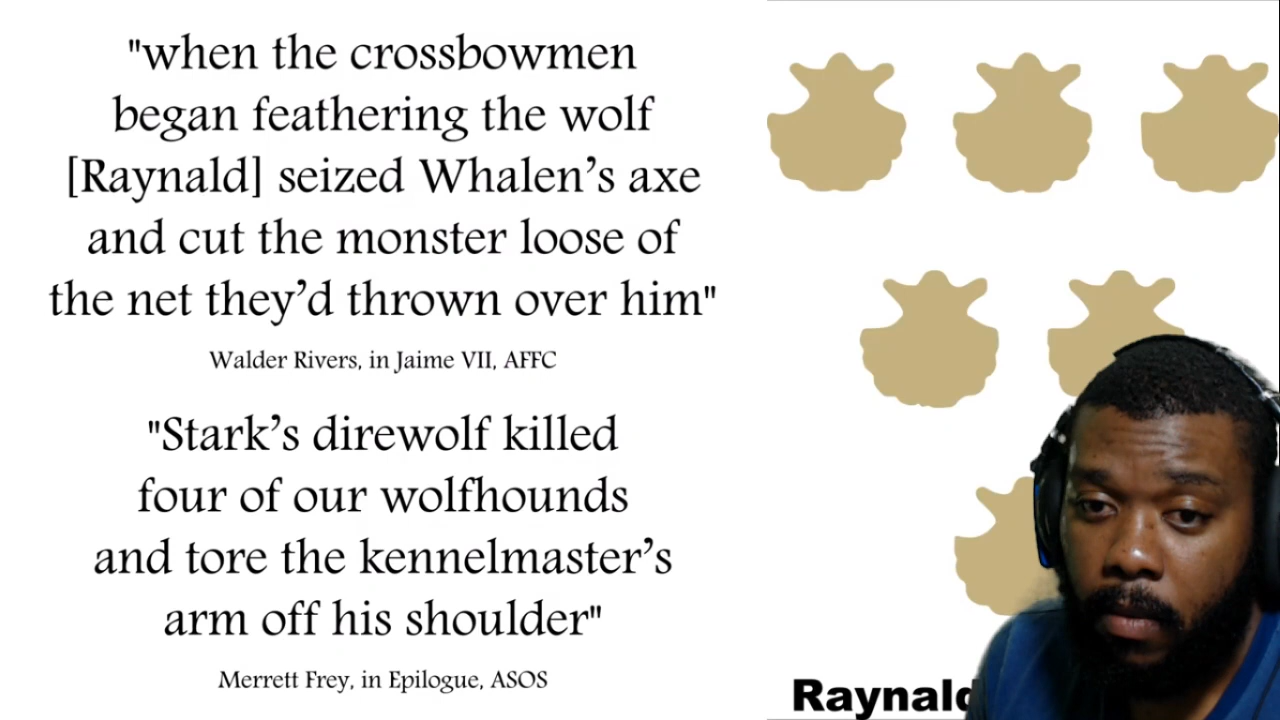 "when the crossbowmen
began feathering the wolf
[Raynald] seized Whalen’s axe
and cut the monster loose of
the net they’d thrown over him"
Walder Rivers, in Jaime VII, AFFC
"Stark’s direwolf killed
four of our wolfhounds
and tore the kennelmaster’s
arm off his shoulder"
Merrett Frey, in Epilogue, ASOS
Raynald